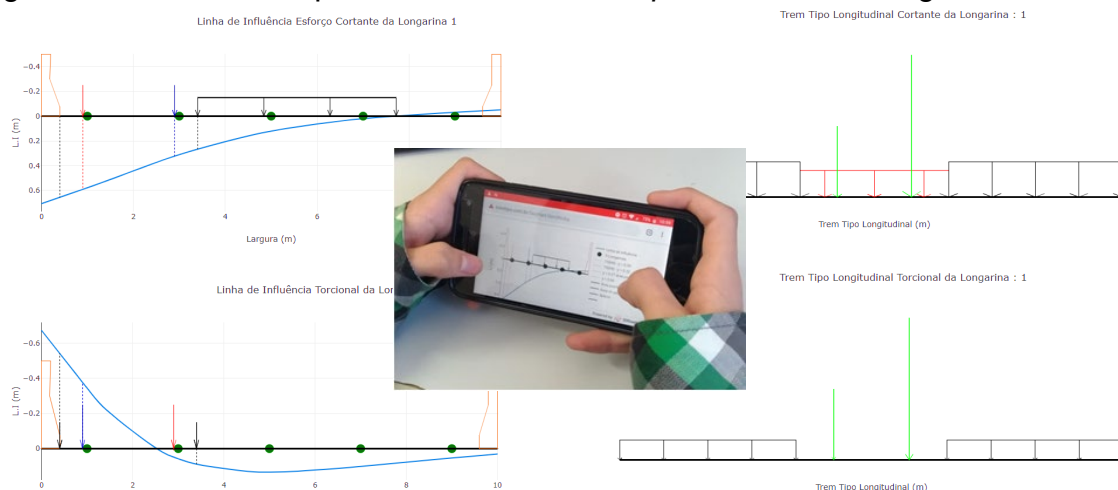 Linha de Influência Esforço Cortante da Longarina 1
−0.4
−0.2
0
0.2
0.4
0.6
L.I (m)
0
2
4
6
Largura (m)
Trem Tipo Longitudinal Cortante da Longarina : 1
Trem Tipo Longitudinal (m)
Linha de Influência Torcional da Lon
−0.6
−0.4
−0.2
0
L.I (m)
0
2
4
6
8
10
Trem Tipo Longitudinal Torcional da Longarina : 1
Trem Tipo Longitudinal (m)